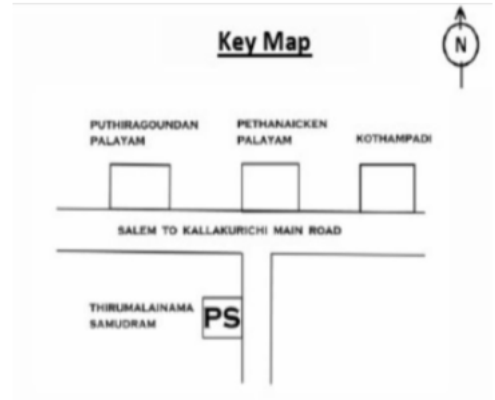 Key Map
N
PUTHIRAGOUNDAN
PALAYAM
PETHANAICKEN
PALAYAM
KOTHAMPADI
SALEM TO KALLAKURICHI MAIN ROAD
THIRUMALAINAMA
SAMUDRAM
PS